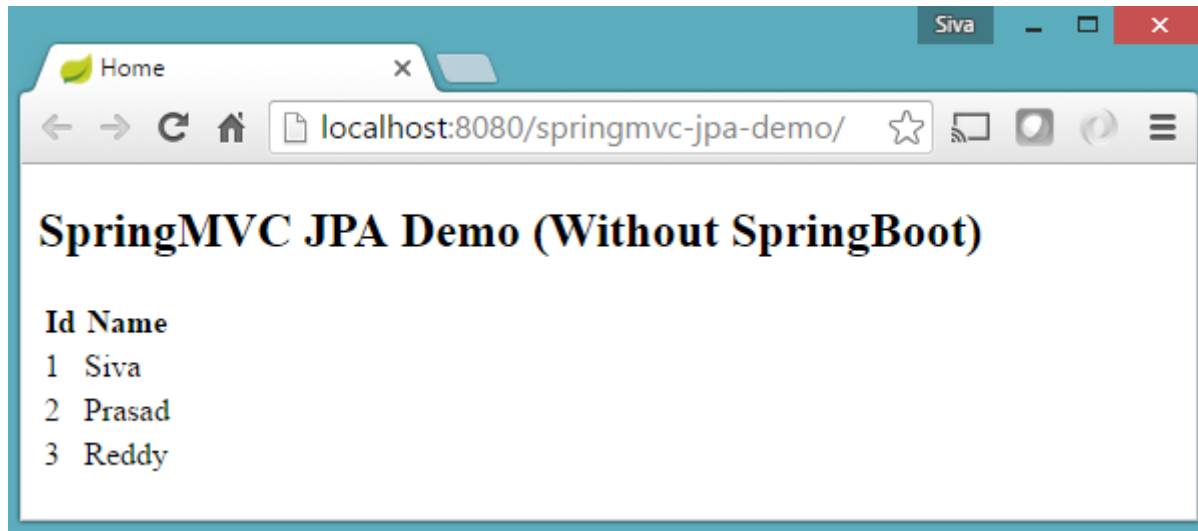 Siva
Home
localhost:8080/springmvc-jpa-demo/
SpringMVC JPA Demo (Without SpringBoot)
Id Name
1 Siva
2 Prasad
3 Reddy